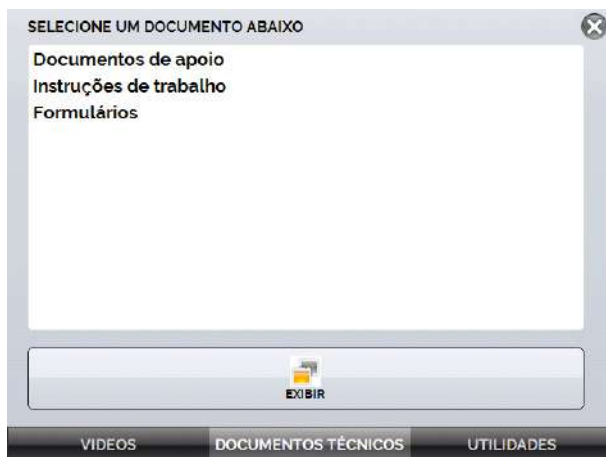 SELECIONE UM DOCUMENTO ABAIXO
Documentos de apoio
Instruções de trabalho
Formulários
EXIBIR
VIDEOS DOCUMENTOS TÉCNICOS UTILIDADES